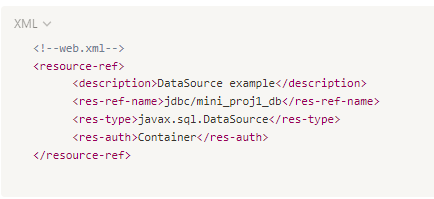 XML
<!--web.xml-->
<resource-ref>
<description>DataSource example</description>
<res-ref-name>jdbc/mini_proj1_db</res-ref-name>
<res-type>javax.sql.DataSource</res-type>
<res-auth>Container</res-auth>
</resource-ref>